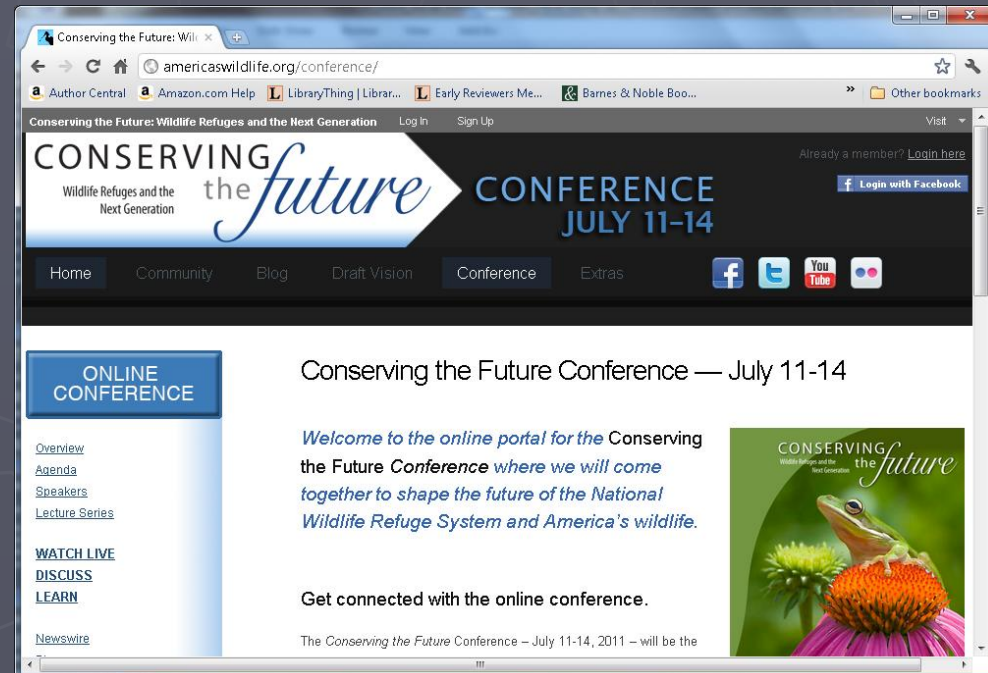 Conserving the Future: Wil
americaswildlife.org/conference/
Author Central Amazon.com Help LibraryThing | Librar... Early Reviewers Me... Barnes & Noble Boo... » Other bookmarks
Conserving the Future: Wildlife Refuges and the Next Generation Log In Sign Up Visit
CONSERVING
the future
Wildlife Refuges and the
Next Generation
CONFERENCE
JULY 11-14
Already a member? Login here
f Login with Facebook
Home Community Blog Draft Vision Conference Extras
f t You Tube
ONLINE
CONFERENCE
Overview
Agenda
Speakers
Lecture Series
WATCH LIVE
DISCUSS
LEARN
Newswire
Conserving the Future Conference — July 11-14
Welcome to the online portal for the Conserving
the Future Conference where we will come
together to shape the future of the National
Wildlife Refuge System and America's wildlife.
Get connected with the online conference.
The Conserving the Future Conference – July 11-14, 2011 – will be the
CONSERVING
the future
Wildlife Refuges and the
Next Generation